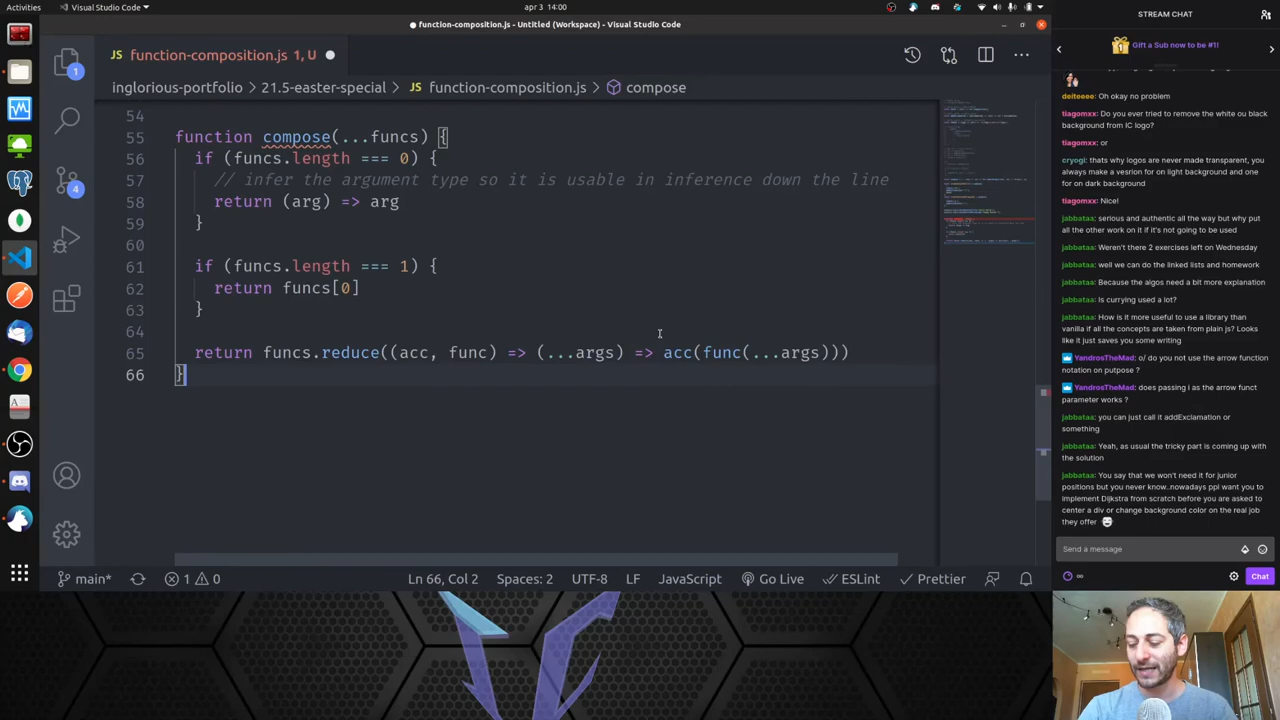 Activities
Visual Studio Code
apr 3 14:00
function-composition.js - Untitled (Workspace) - Visual Studio Code
JS function-composition.js 1, U
inglorious-portfolio > 21.5-easter-special > JS function-composition.js > compose
54
55 function compose(...funcs) {
56 if (funcs.length === 0) {
57 infer the argument type so it is usable in inference down the line
58 return (arg) => arg
59 }
60
61 if (funcs.length === 1) {
62 return funcs[0]
63 }
64
65 return funcs.reduce((acc, func) => (...args) => acc(func(...args)))
66 }
1
4
main* 1 0 Ln 66, Col 2 Spaces: 2 UTF-8 LF JavaScript Go Live ESLint Prettier
STREAM CHAT
Gift a Sub now to be #1!
deiteeee: Oh okay no problem
tiagomxx: Do you ever tried to remove the white ou black
background from IC logo?
tiagomxx: or
cryogi: thats why logos are never made transparent, you
always make a vesrion for on light background and one
for on dark background
tiagomxx: Nice!
jabbataa: serious and authentic all the way but why put
all the other work on it if it's not going to be used
jabbataa: Weren't there 2 exercises left on Wednesday
jabbataa: well we can do the linked lists and homework
jabbataa: Because the algos need a bit more explanation
jabbataa: Is currying used a lot?
jabbataa: How is it more useful to use a library than
vanilla if all the concepts are taken from plain js? Looks
like it just saves you some writing
YandrosTheMad: o/ do you not use the arrow function
notation on putpose ?
YandrosTheMad: does passing i as the arrow funct
parameter works ?
jabbataa: you can just call it addExclamation or
something
jabbataa: Yeah, as usual the tricky part is coming up with
the solution
jabbataa: You say that we won't need it for junior
positions but you never know..nowadays ppl want you to
implement Dijkstra from scratch before you are asked to
center a div or change background color on the real job
they offer
Send a message
Chat